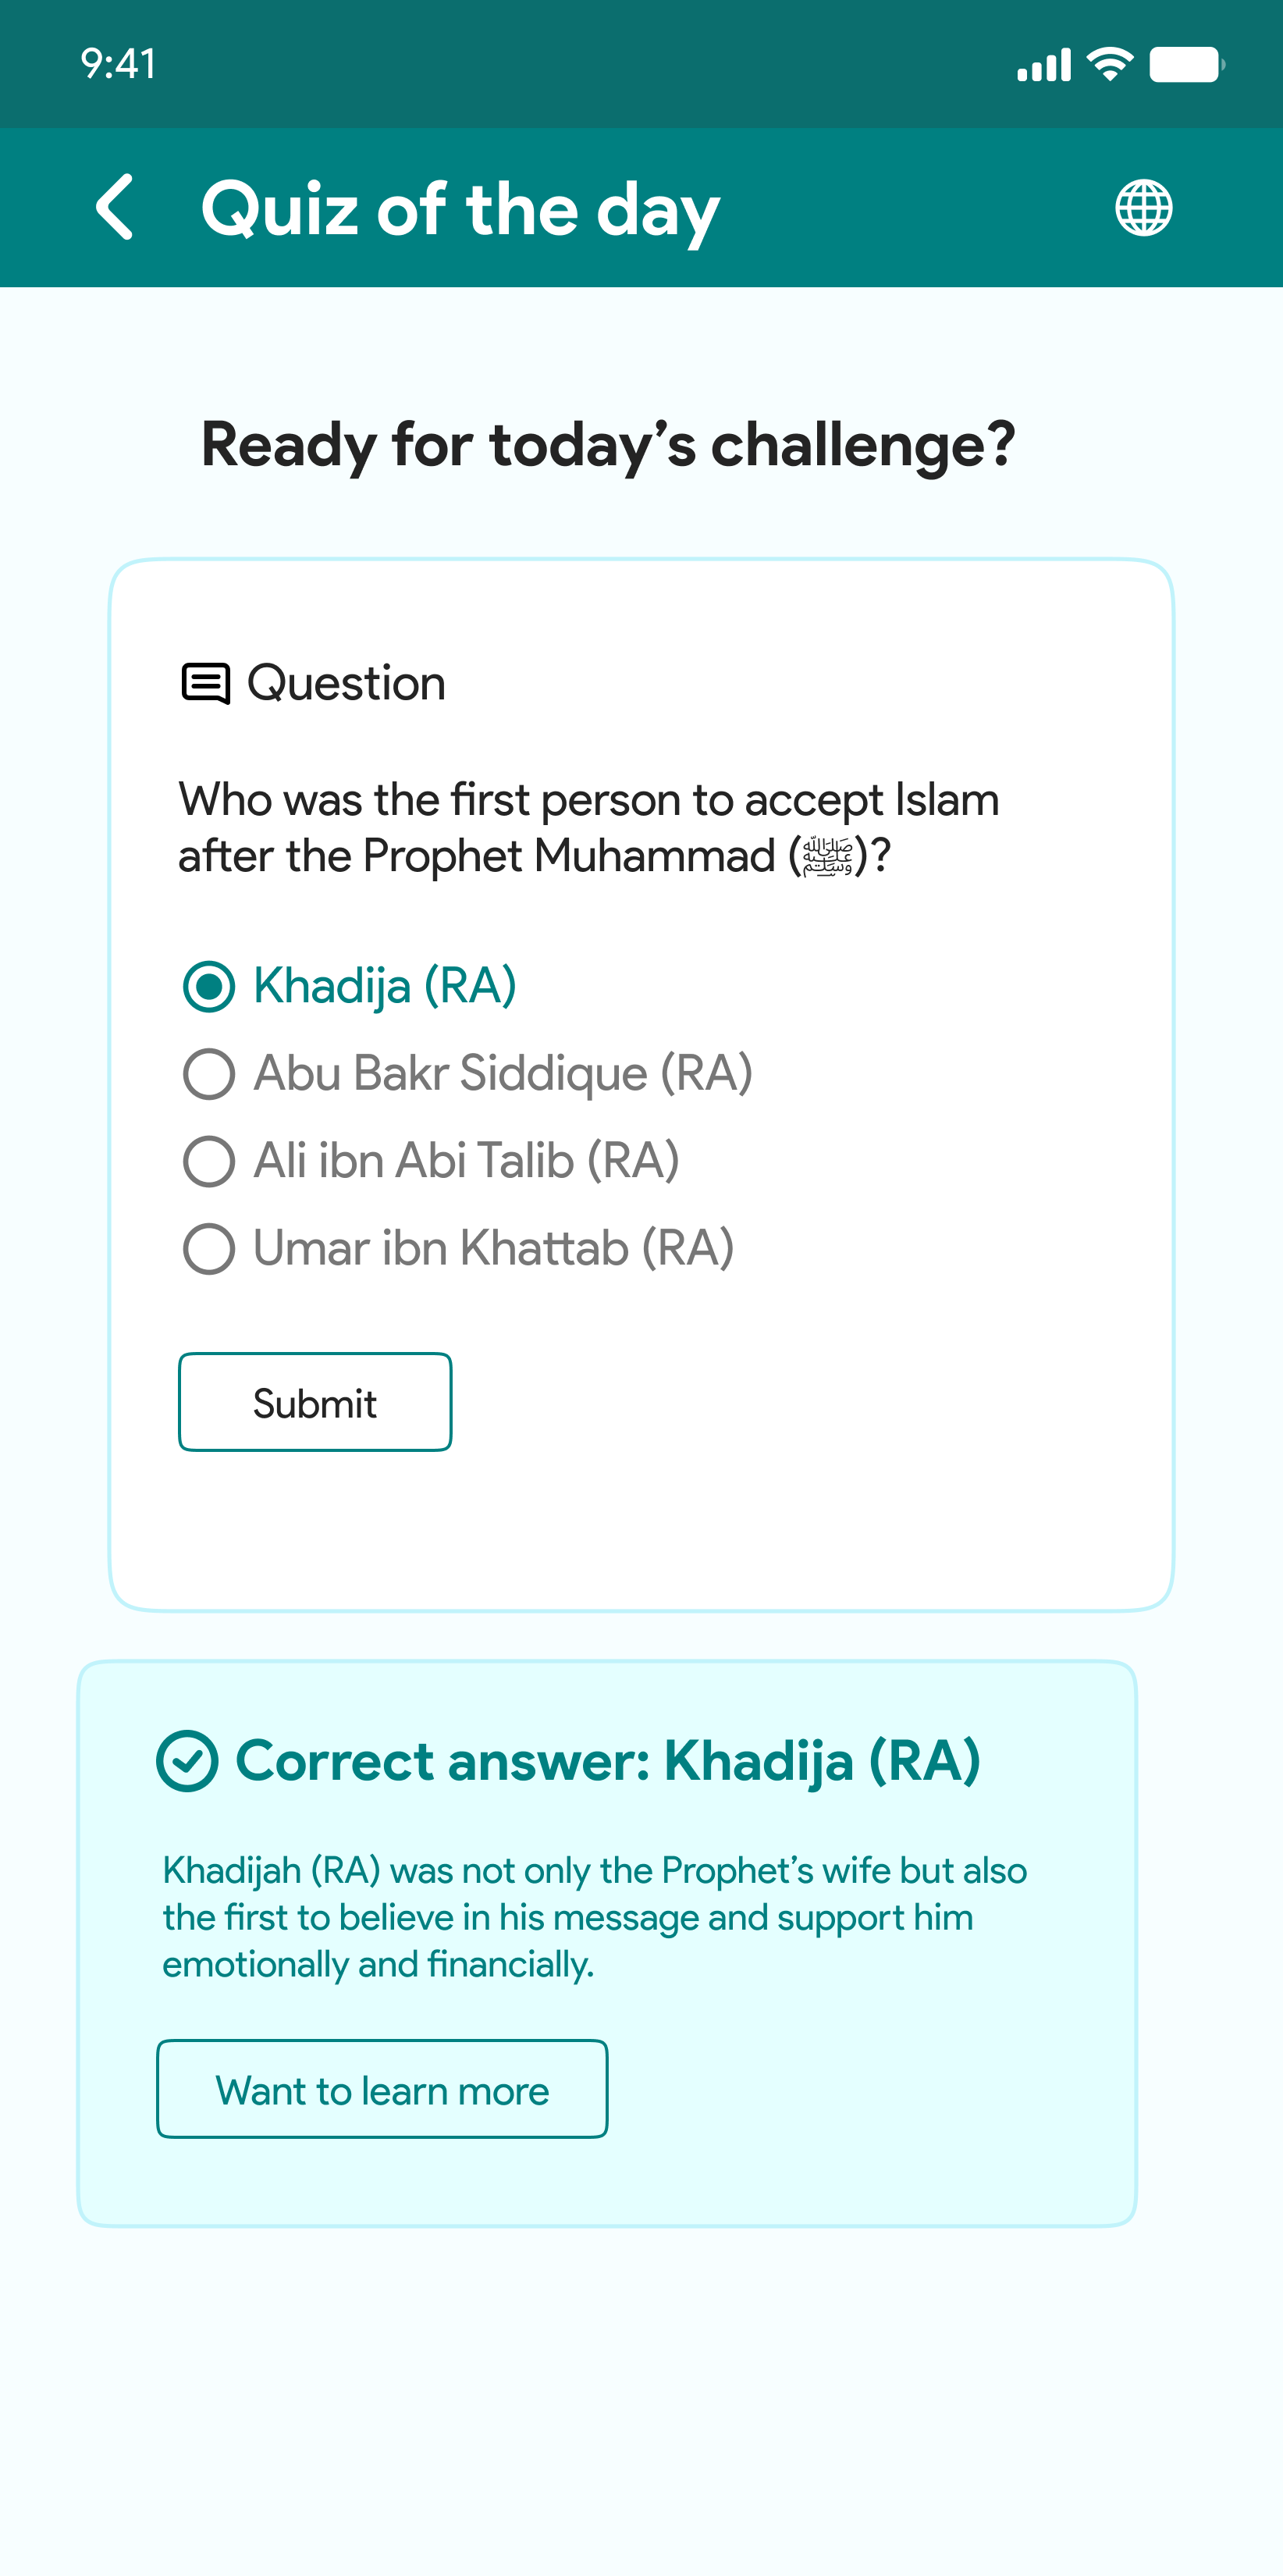 9:41
Quiz of the day
Ready for today’s challenge?
Question
Who was the first person to accept Islam
after the Prophet Muhammad (ﷺ)?
Khadija (RA)
Abu Bakr Siddique (RA)
Ali ibn Abi Talib (RA)
Umar ibn Khattab (RA)
Submit
Correct answer: Khadija (RA)
Khadijah (RA) was not only the Prophet’s wife but also
the first to believe in his message and support him
emotionally and financially.
Want to learn more